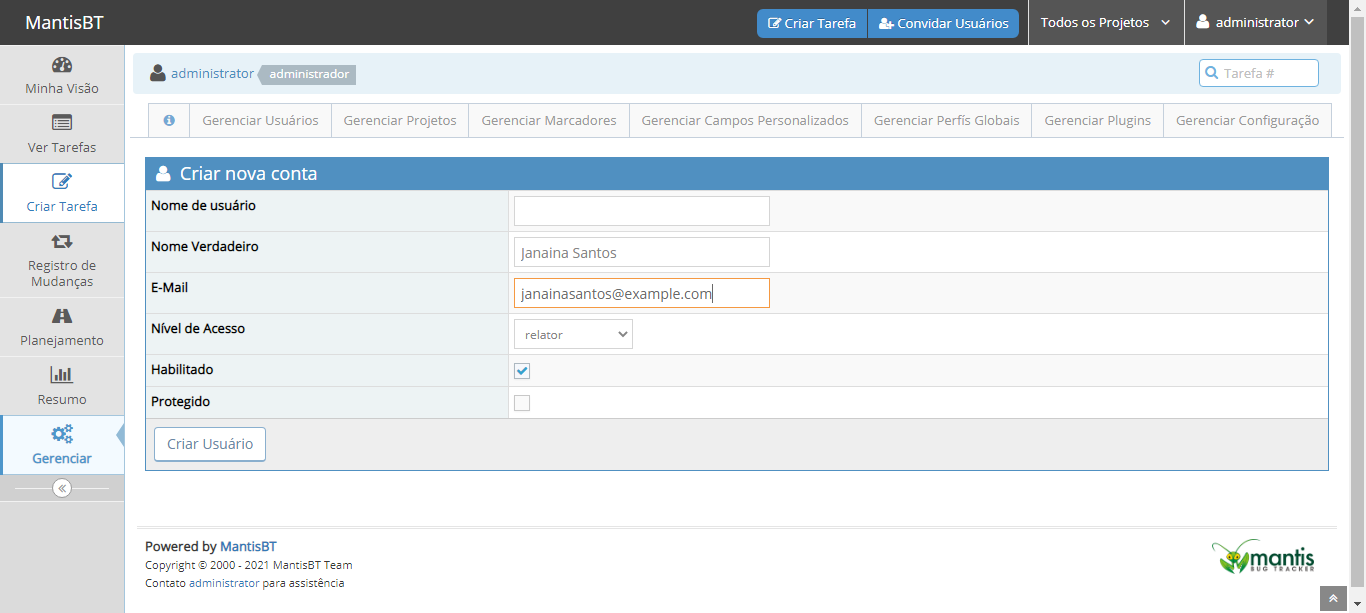 MantisBT
Criar Tarefa
Convidar Usuários
Todos os Projetos
administrator
Minha Visão
Ver Tarefas
Criar Tarefa
Registro de
Mudanças
Planejamento
Resumo
Gerenciar
administrator administrador
Tarefa #
Gerenciar Usuários
Gerenciar Projetos
Gerenciar Marcadores
Gerenciar Campos Personalizados
Gerenciar Perfís Globais
Gerenciar Plugins
Gerenciar Configuração
Criar nova conta
Nome de usuário
Nome Verdadeiro
Janaina Santos
E-Mail
janainasantos@example.com
Nível de Acesso
relator
Habilitado
Protegido
Criar Usuário
Powered by MantisBT
Copyright © 2000 - 2021 MantisBT Team
Contato administrator para assistência
mantis
BUG TRACKER